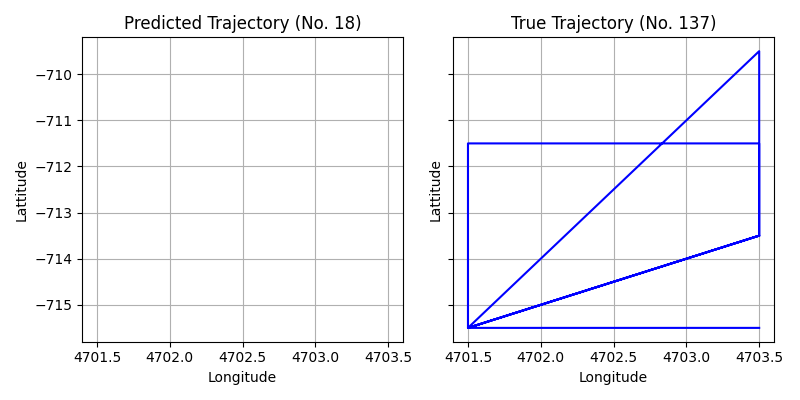 Predicted Trajectory (No. 18)
Lattitude
−710
−711
−712
−713
−714
−715
4701.5 4702.0 4702.5 4703.0 4703.5
Longitude
True Trajectory (No. 137)
Lattitude
4701.5 4702.0 4702.5 4703.0 4703.5
Longitude